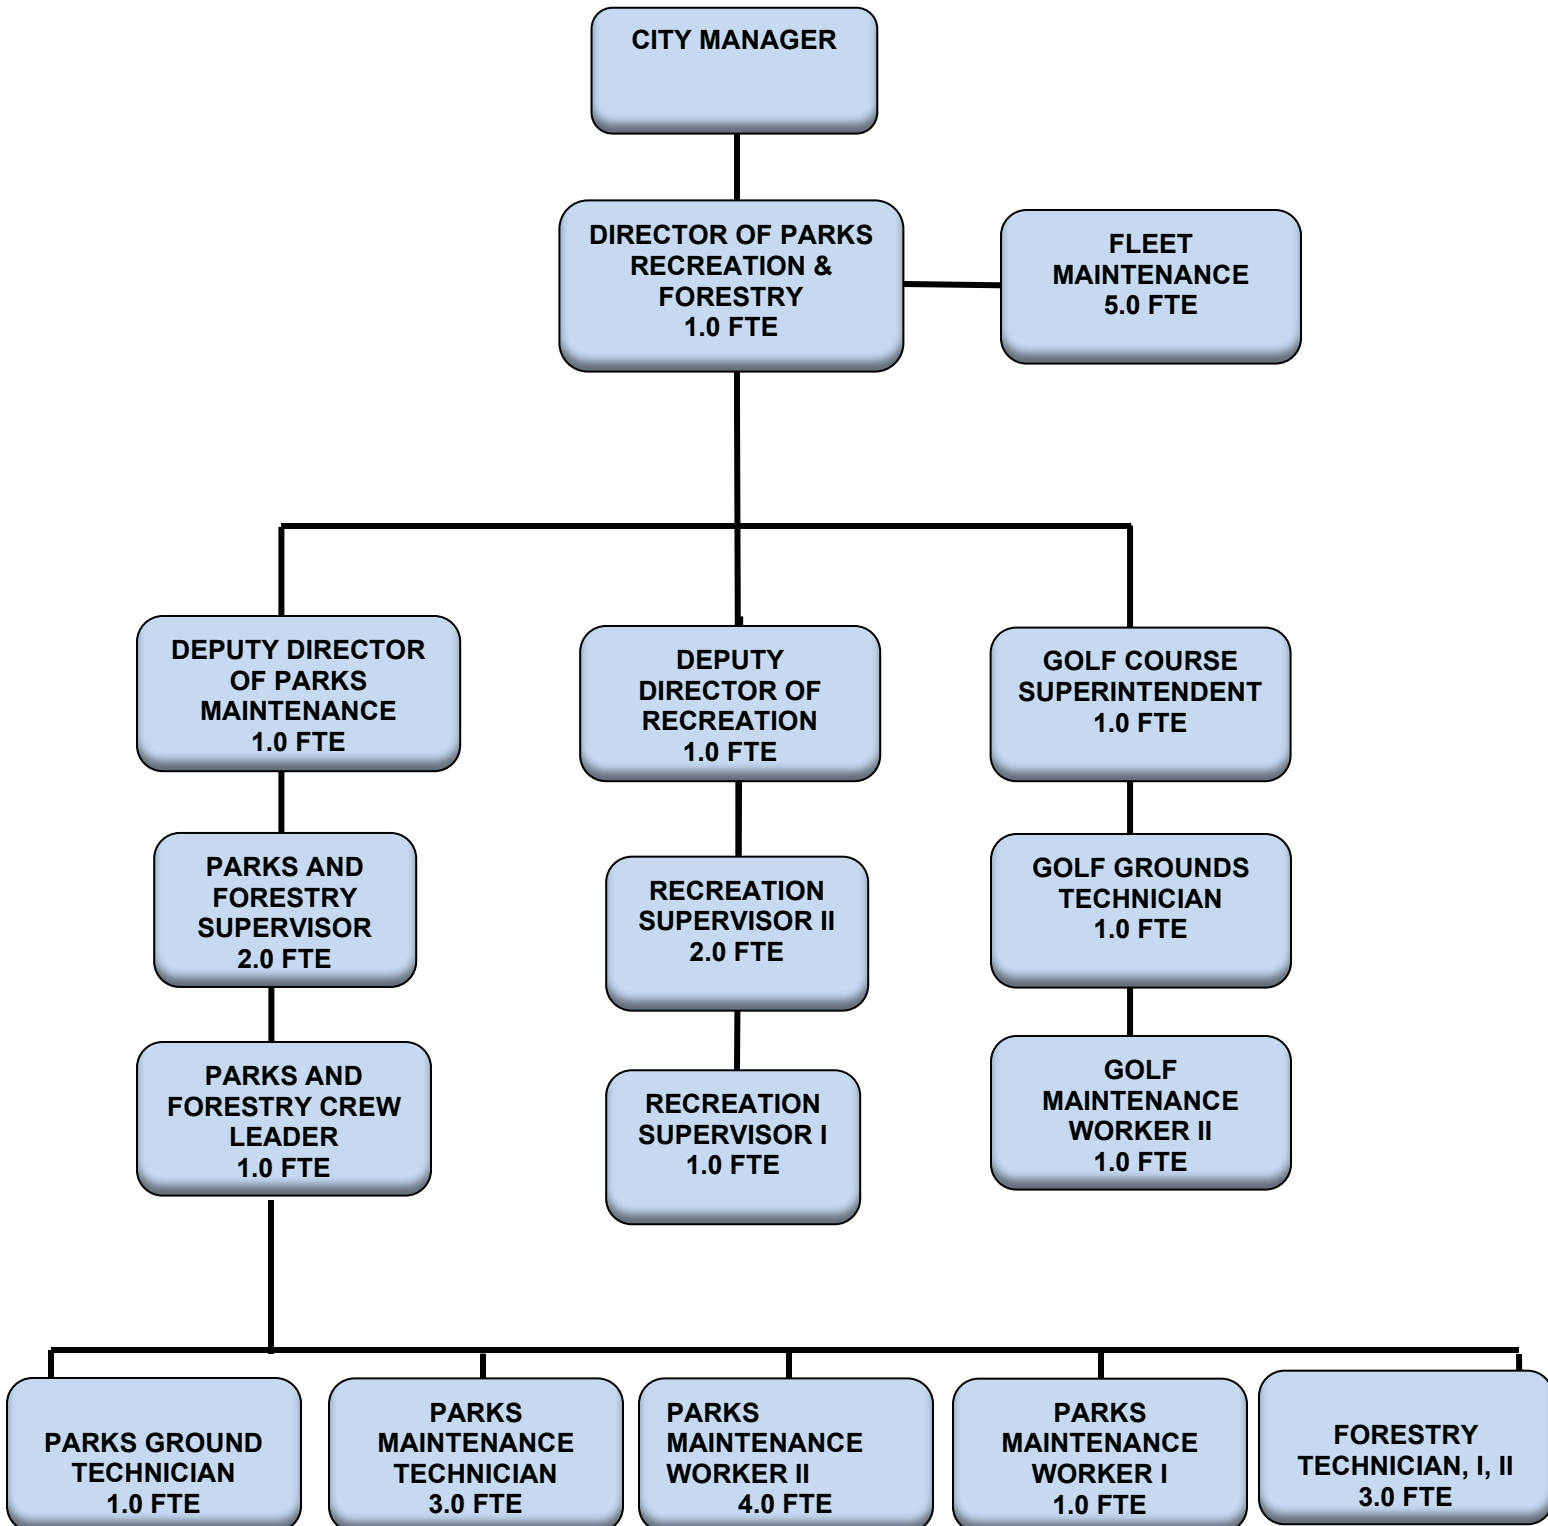 CITY MANAGER
DIRECTOR OF PARKS
RECREATION &
FORESTRY
1.0 FTE
FLEET
MAINTENANCE
5.0 FTE
DEPUTY DIRECTOR
OF PARKS
MAINTENANCE
1.0 FTE
DEPUTY
DIRECTOR OF
RECREATION
1.0 FTE
GOLF COURSE
SUPERINTENDENT
1.0 FTE
PARKS AND
FORESTRY
SUPERVISOR
2.0 FTE
RECREATION
SUPERVISOR II
2.0 FTE
GOLF GROUNDS
TECHNICIAN
1.0 FTE
PARKS AND
FORESTRY CREW
LEADER
1.0 FTE
RECREATION
SUPERVISOR I
1.0 FTE
GOLF
MAINTENANCE
WORKER II
1.0 FTE
PARKS GROUND
TECHNICIAN
1.0 FTE
PARKS
MAINTENANCE
TECHNICIAN
3.0 FTE
PARKS
MAINTENANCE
WORKER II
4.0 FTE
PARKS
MAINTENANCE
WORKER I
1.0 FTE
FORESTRY
TECHNICIAN, I, II
3.0 FTE